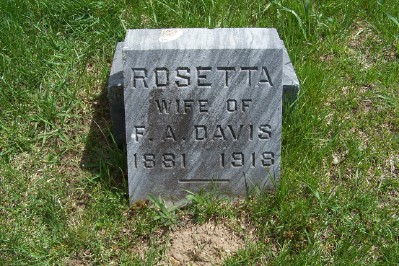 ROSETTA
WIFE OF
F. A. DAVIS
1881 1918